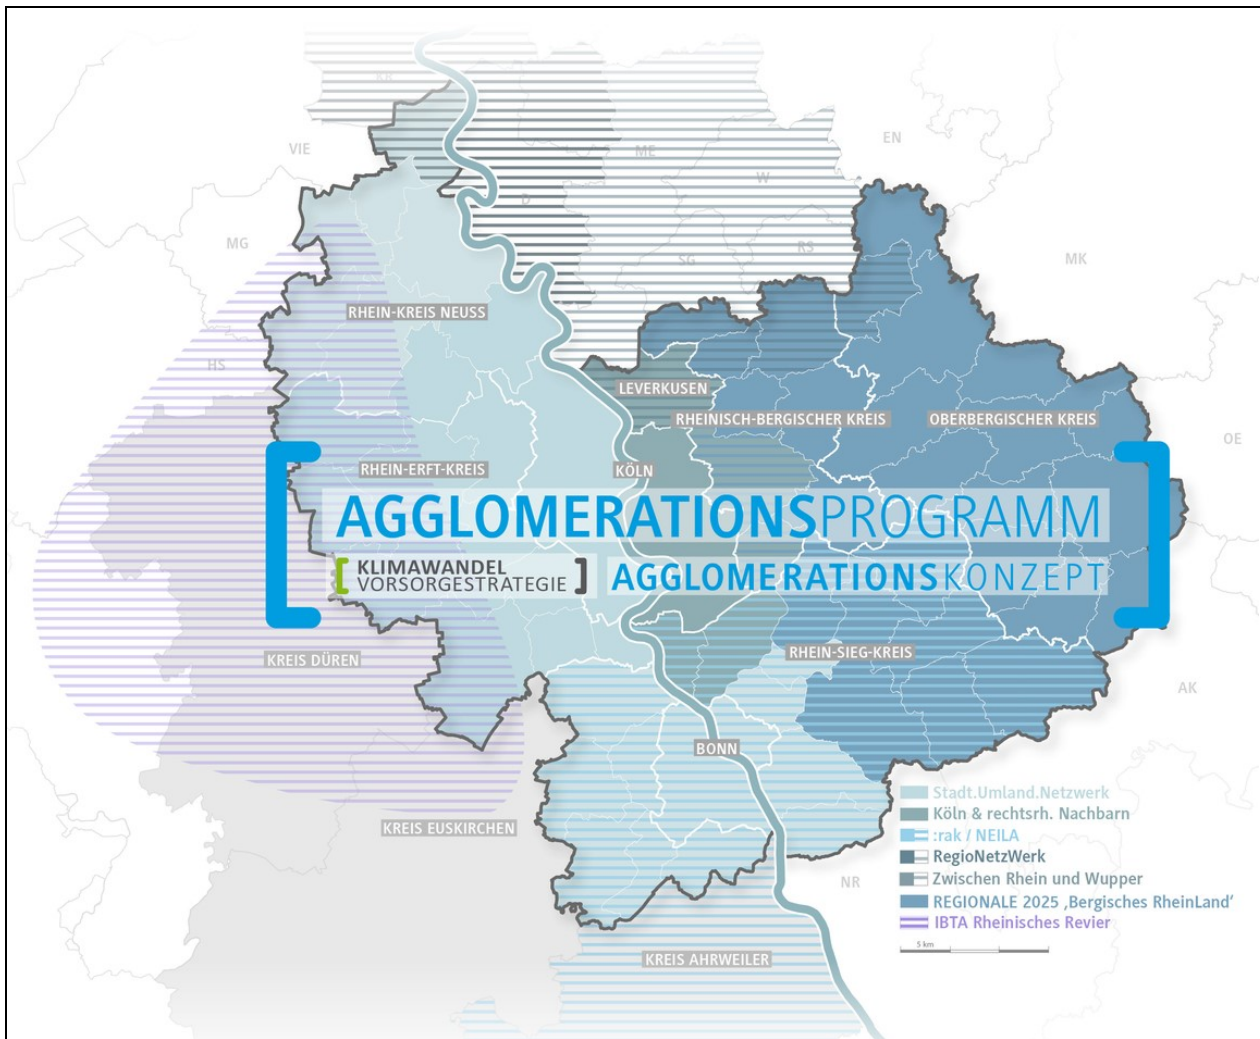 KR
EN
VIE
ME
W
D
MG
RS
SG
MK
RHEIN-KREIS NEUSS
HS
LEVERKUSEN
RHEINISCH-BERGISCHER KREIS
OBERBERGISCHER KREIS
OE
RHEIN-ERFT-KREIS
KÖLN
AGGLOMERATIONSPROGRAMM
[KLIMAWANDEL
VORSORGESTRATEGIE]
AGGLOMERATIONSKONZEPT
KREIS DÜREN
RHEIN-SIEG-KREIS
AK
BONN
Stadt.Umland.Netzwerk
Köln & rechtsrh. Nachbarn
:rak / NEILA
RegioNetzWerk
Zwischen Rhein und Wupper
REGIONALE 2025 ‚Bergisches RheinLand'
IBTA Rheinisches Revier
5 km
KREIS EUSKIRCHEN
NR
KREIS AHRWEILER